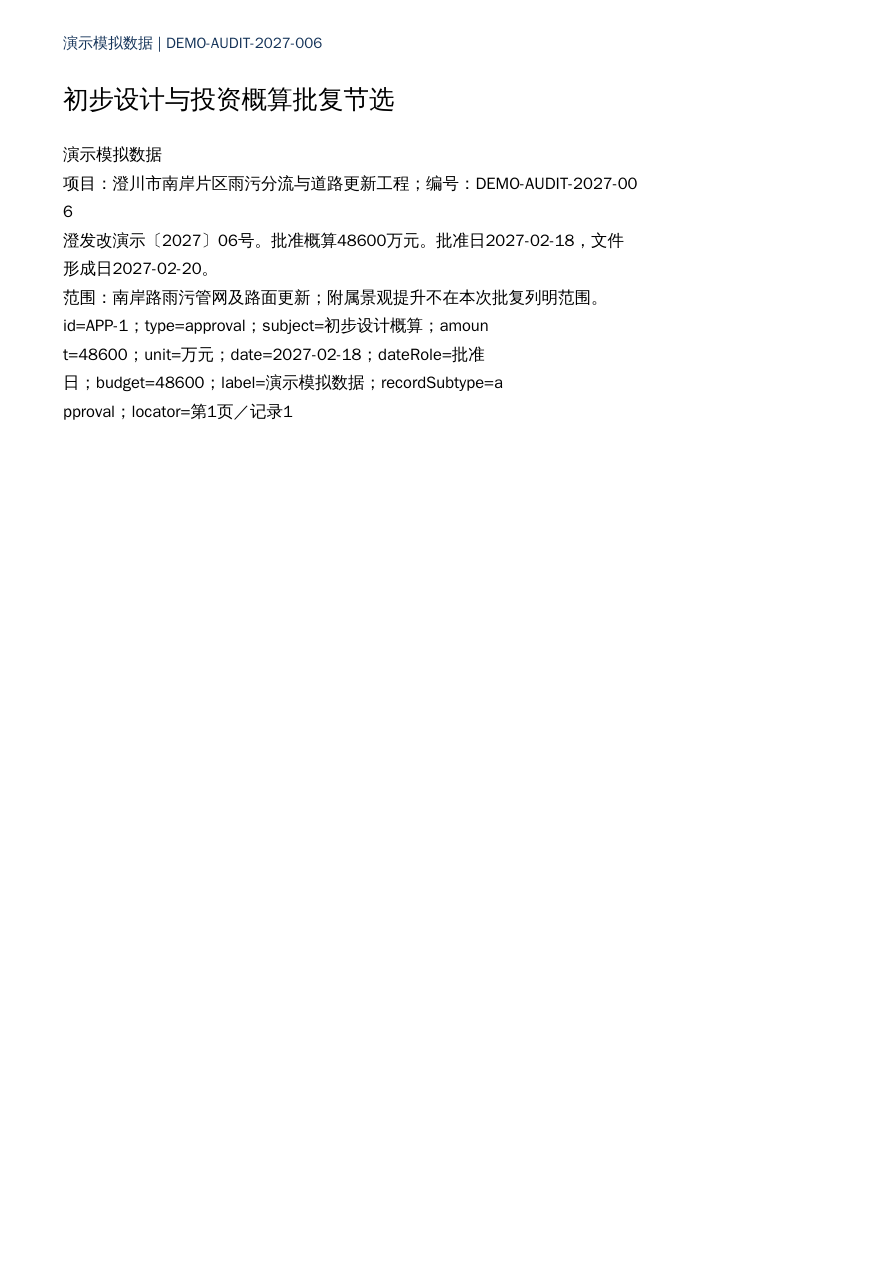 演示模拟数据 | DEMO-AUDIT-2027-006
初步设计与投资概算批复节选
演示模拟数据
项目：澄川市南岸片区雨污分流与道路更新工程；编号：DEMO-AUDIT-2027-00
6
澄发改演示〔2027〕06号。批准概算48600万元。批准日2027-02-18，文件
形成日2027-02-20。
范围：南岸路雨污管网及路面更新；附属景观提升不在本次批复列明范围。
id=APP-1；type=approval；subject=初步设计概算；amoun
t=48600；unit=万元；date=2027-02-18；dateRole=批准
日；budget=48600；label=演示模拟数据；recordSubtype=a
pproval；locator=第1页／记录1